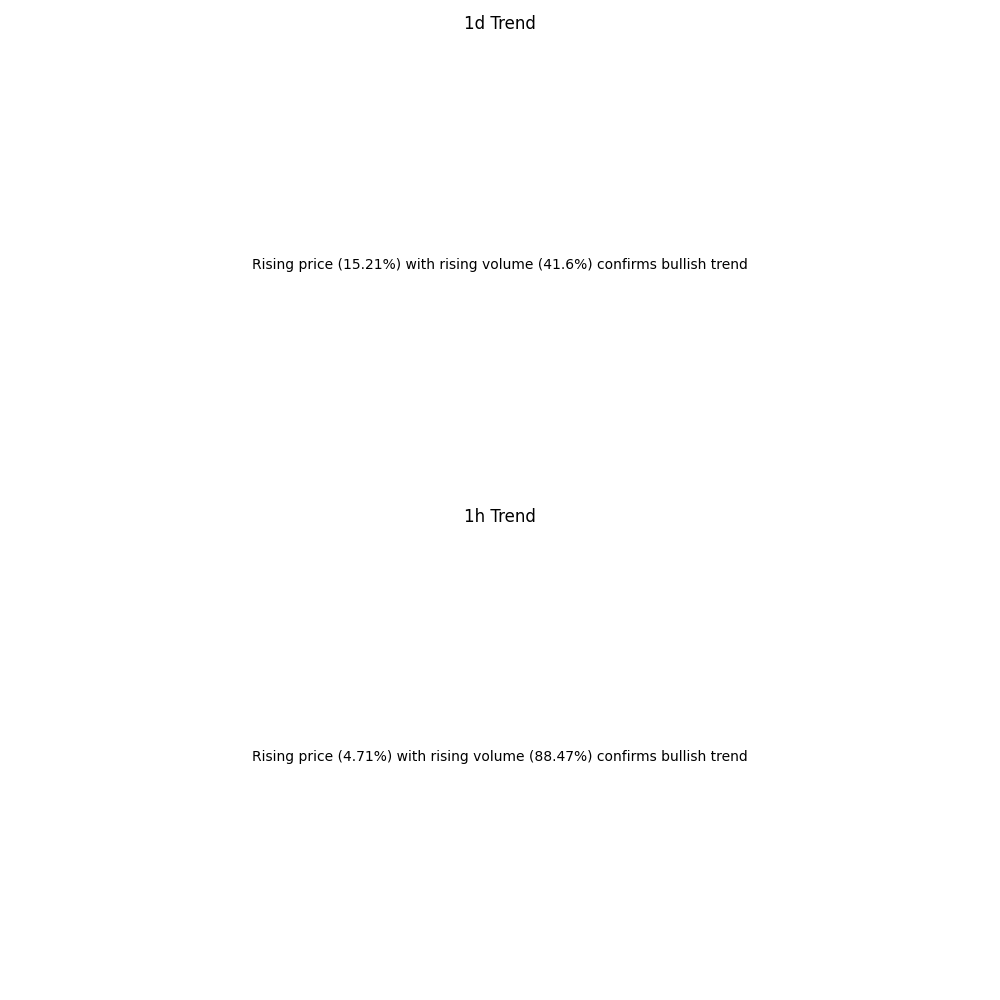 1d Trend
Rising price (15.21%) with rising volume (41.6%) confirms bullish trend
1h Trend
Rising price (4.71%) with rising volume (88.47%) confirms bullish trend